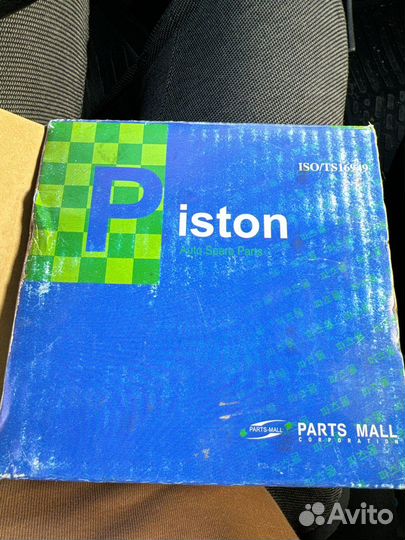 ISO/TS16949
Piston
Auto Spare Parts
PARTS-MALL
PARTS MALL
CORPORATION
Avito